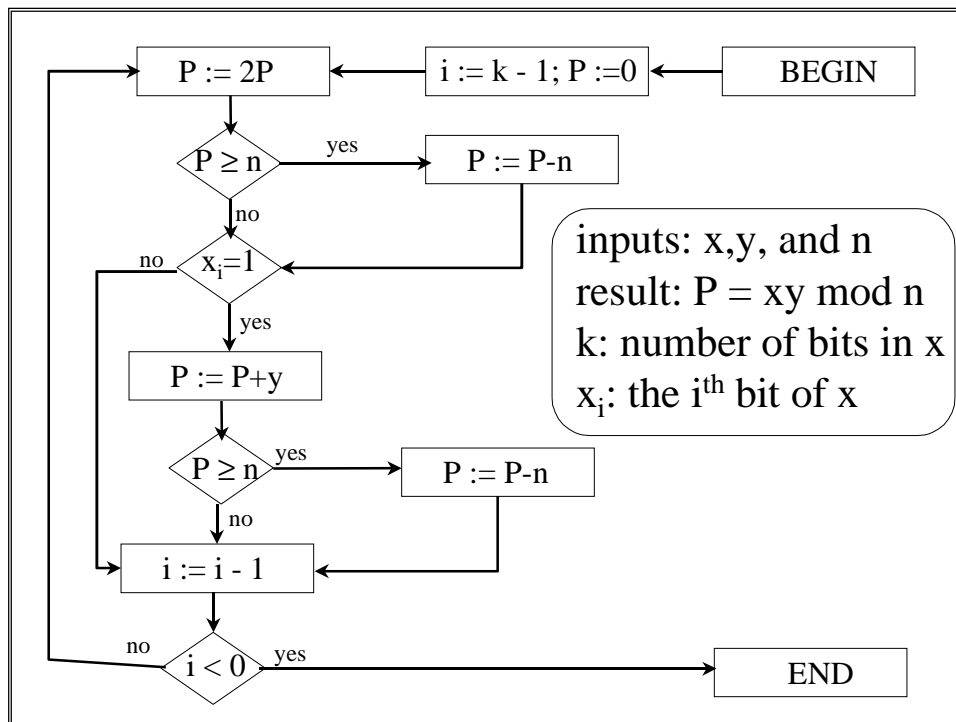 BEGIN
i := k - 1; P :=0
P := 2P
P ≥ n
yes
P := P-n
no
xi=1
no
yes
P := P+y
P ≥ n
yes
P := P-n
no
i := i - 1
i < 0
no
yes
END
inputs: x,y, and n
result: P = xy mod n
k: number of bits in x
xi: the ith bit of x